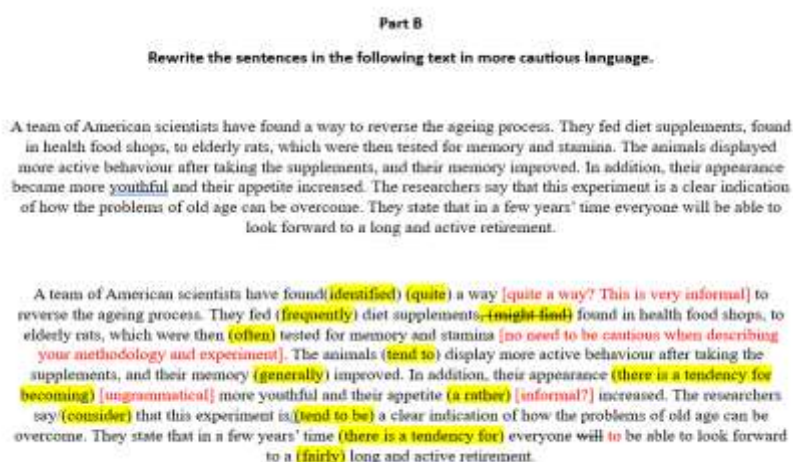 Part B
Rewrite the sentences in the following text in more cautious language.
A team of American scientists have found a way to reverse the ageing process. They fed diet supplements, found
in health food shops, to elderly rats, which were then tested for memory and stamina. The animals displayed
more active behaviour after taking the supplements, and their memory improved. In addition, their appearance
became more youthful and their appetite increased. The researchers say that this experiment is a clear indication
of how the problems of old age can be overcome. They state that in a few years' time everyone will be able to
look forward to a long and active retirement.
A team of American scientists have found(identified) (quite) a way [quite a way? This is very informal] to
reverse the ageing process. They fed (frequently) diet supplements, (might find) found in health food shops, to
elderly rats, which were then (often) tested for memory and stamina [no need to be cautious when describing
your methodology and experiment]. The animals (tend to) display more active behaviour after taking the
supplements, and their memory (generally) improved. In addition, their appearance (there is a tendency for
becoming) [ungrammatical] more youthful and their appetite (a rather) [informal?] increased. The researchers
say (consider) that this experiment is (tend to be) a clear indication of how the problems of old age can be
overcome. They state that in a few years' time (there is a tendency for) everyone will to be able to look forward
to a (fairly) long and active retirement.